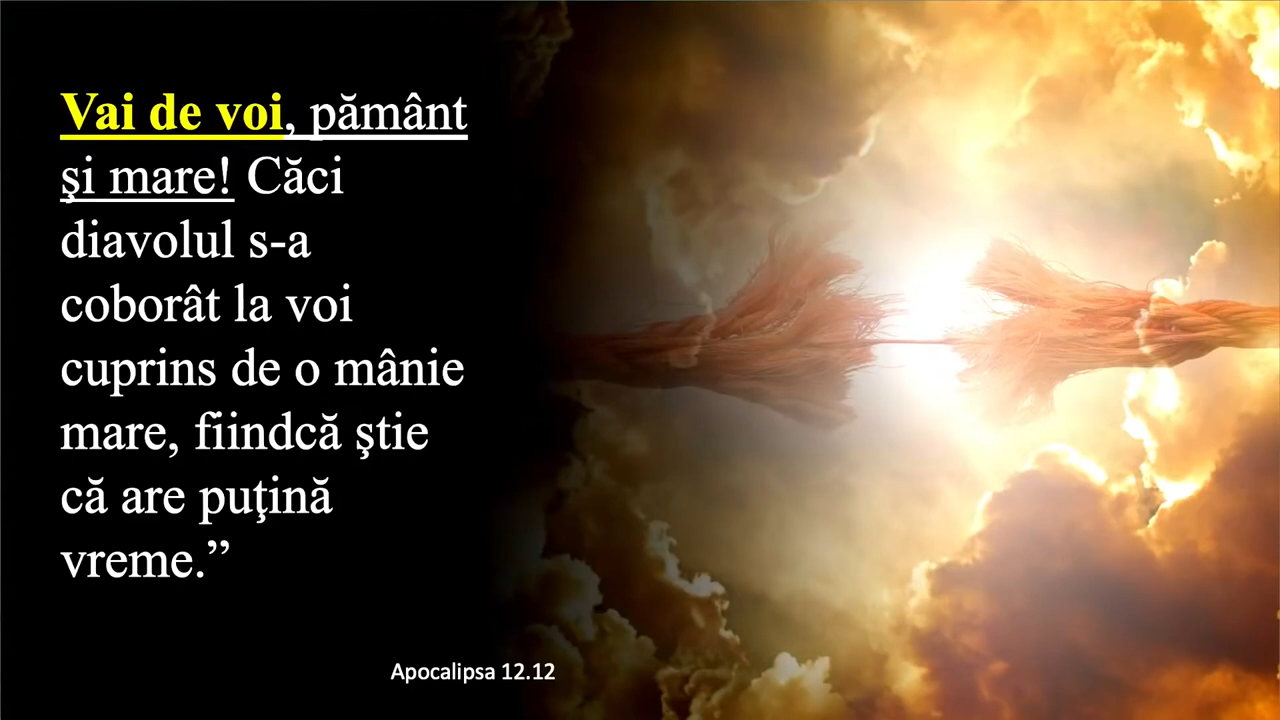 Vai de voi, pământ
şi mare! Căci
diavolul s-a
coborât la voi
cuprins de o mânie
mare, fiindcă ştie
că are puţină
vreme.”
Apocalipsa 12.12